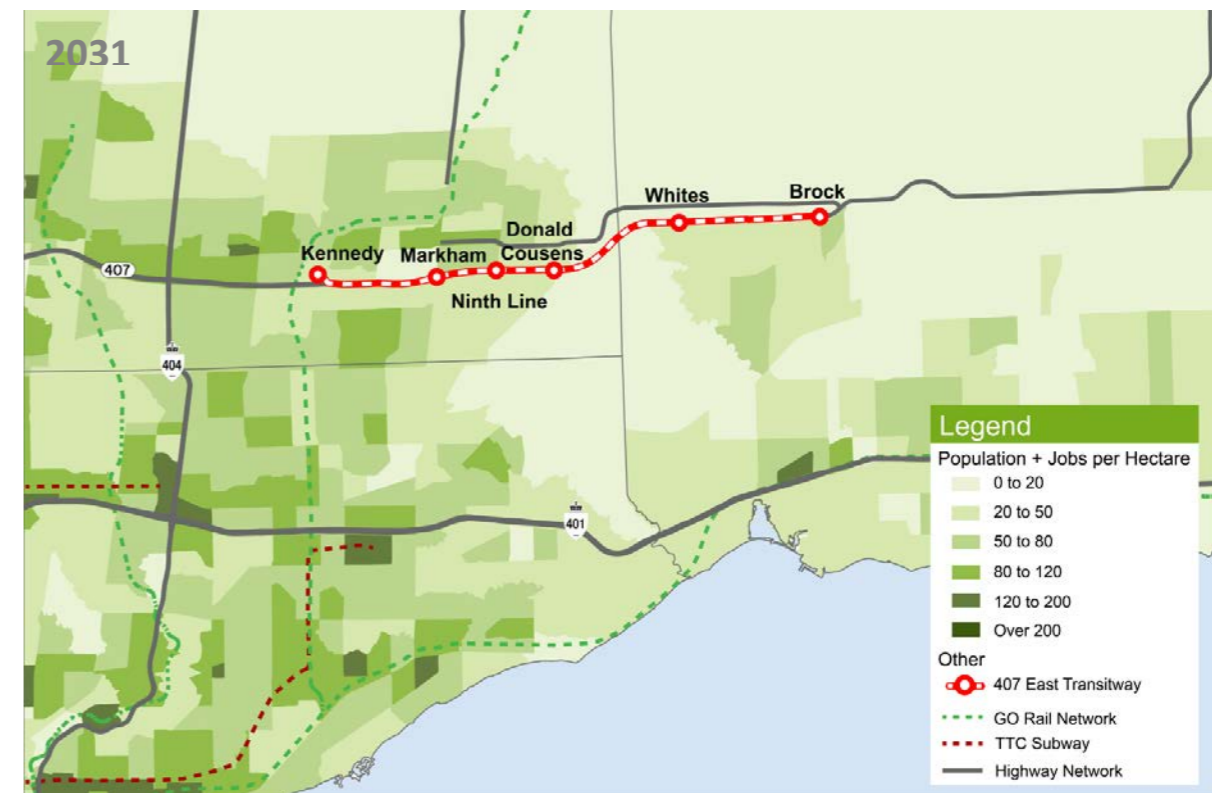 2031
Whites
Brock
Donald
Cousens
Kennedy
Markham
407
Ninth Line
404
401
Legend
Population + Jobs per Hectare
0 to 20
20 to 50
50 to 80
80 to 120
120 to 200
Over 200
Other
407 East Transitway
GO Rail Network
TTC Subway
Highway Network